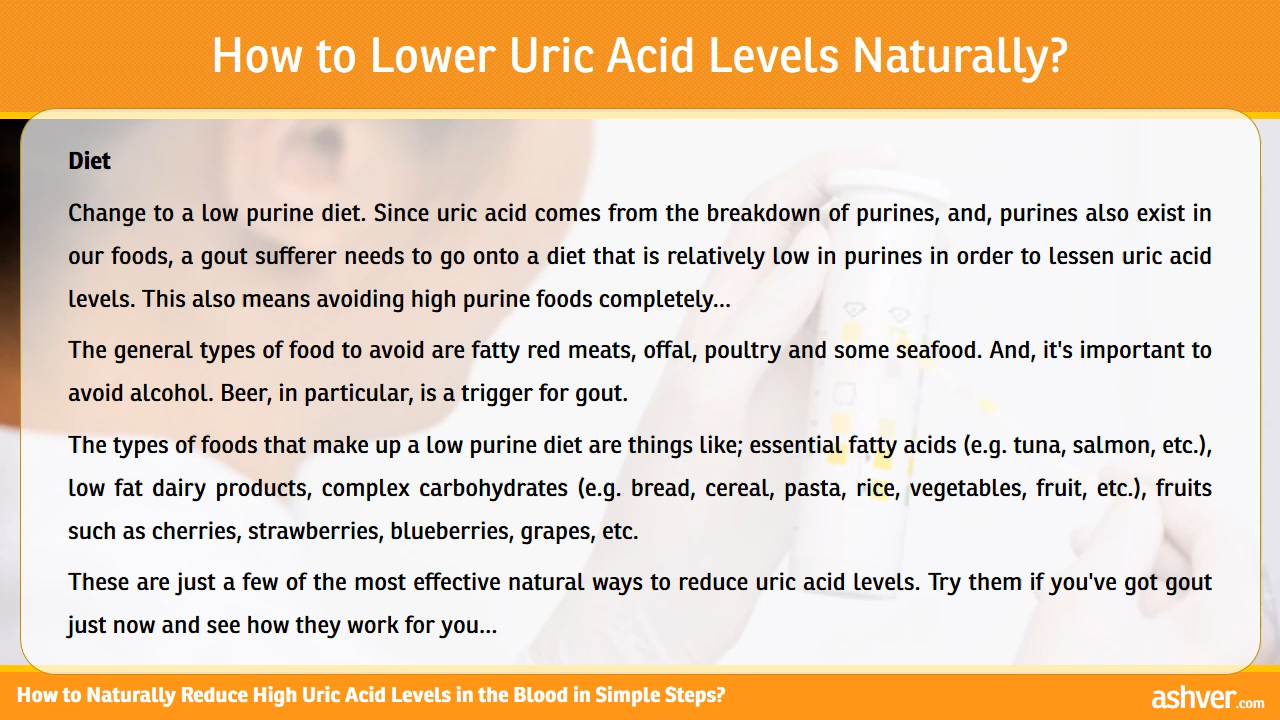 How to Lower Uric Acid Levels Naturally?
Diet
Change to a low purine diet. Since uric acid comes from the breakdown of purines, and, purines also exist in
our foods, a gout sufferer needs to go onto a diet that is relatively low in purines in order to lessen uric acid
levels. This also means avoiding high purine foods completely...
The general types of food to avoid are fatty red meats, offal, poultry and some seafood. And, it's important to
avoid alcohol. Beer, in particular, is a trigger for gout.
The types of foods that make up a low purine diet are things like; essential fatty acids (e.g. tuna, salmon, etc.),
low fat dairy products, complex carbohydrates (e.g. bread, cereal, pasta, rice, vegetables, fruit, etc.), fruits
such as cherries, strawberries, blueberries, grapes, etc.
These are just a few of the most effective natural ways to reduce uric acid levels. Try them if you've got gout
just now and see how they work for you...
How to Naturally Reduce High Uric Acid Levels in the Blood in Simple Steps?
ashver.com